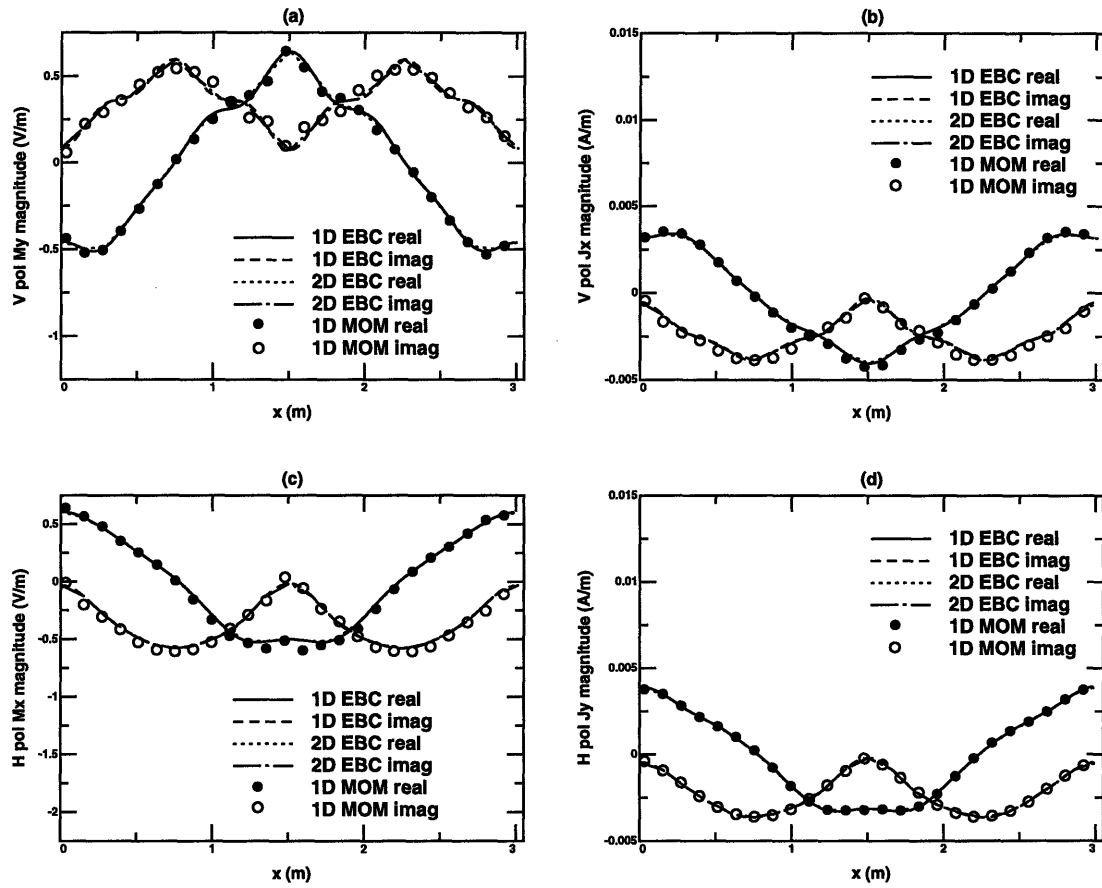 (a)
V pol My magnitude (V/m)
0.5
0
-0.5
-1
1D EBC real
1D EBC imag
2D EBC real
2D EBC imag
1D MOM real
1D MOM imag
0 1 2 3
x (m)
(b)
V pol Jx magnitude (A/m)
0.015
0.01
0.005
0
-0.005
1D EBC real
1D EBC imag
2D EBC real
2D EBC imag
1D MOM real
1D MOM imag
0 1 2 3
x (m)
(c)
H pol Mx magnitude (V/m)
0.5
0
-0.5
-1
-1.5
-2
1D EBC real
1D EBC imag
2D EBC real
2D EBC imag
1D MOM real
1D MOM imag
0 1 2 3
x (m)
(d)
H pol Jy magnitude (A/m)
0.015
0.01
0.005
0
-0.005
1D EBC real
1D EBC imag
2D EBC real
2D EBC imag
1D MOM real
1D MOM imag
0 1 2 3
x (m)